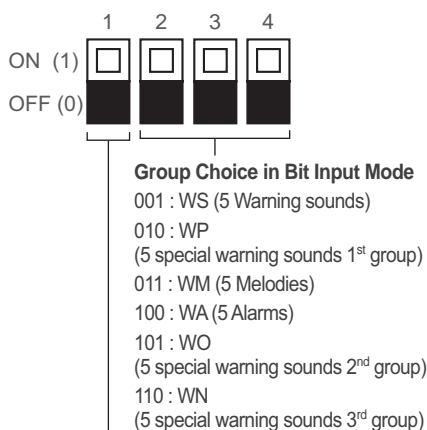 1 2 3 4
ON (1)
OFF (0)
Group Choice in Bit Input Mode
001 : WS (5 Warning sounds)
010 : WP
(5 special warning sounds 1st group)
011 : WM (5 Melodies)
100 : WA (5 Alarms)
101 : WO
(5 special warning sounds 2nd group)
110 : WN
(5 special warning sounds 3rd group)